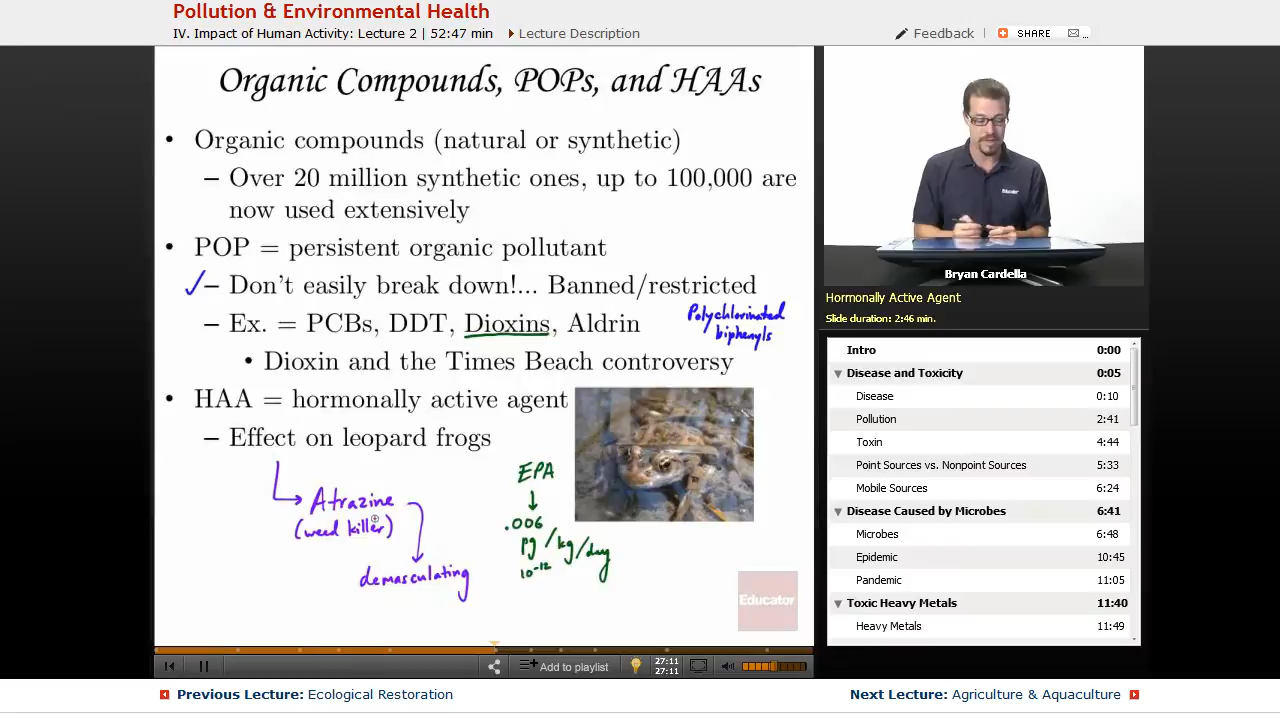 Pollution & Environmental Health
IV. Impact of Human Activity: Lecture 2 | 52:47 min
Lecture Description
Feedback
SHARE
Organic Compounds, POPs, and HAAs
• Organic compounds (natural or synthetic)
– Over 20 million synthetic ones, up to 100,000 are
now used extensively
• POP = persistent organic pollutant
✓– Don't easily break down!... Banned/restricted
– Ex. = PCBs, DDT, Dioxins, Aldrin
Polychlorinated
biphenyls
• Dioxin and the Times Beach controversy
• HAA = hormonally active agent
– Effect on leopard frogs
Atrazine
(weed killer)
demasculating
EPA
.006
pg/kg/day
10-12
Educator
Educator
Bryan Cardella
Hormonally Active Agent
Slide duration: 2:46 min.
Intro 0:00
Disease and Toxicity 0:05
Disease 0:10
Pollution 2:41
Toxin 4:44
Point Sources vs. Nonpoint Sources 5:33
Mobile Sources 6:24
Disease Caused by Microbes 6:41
Microbes 6:48
Epidemic 10:45
Pandemic 11:05
Toxic Heavy Metals 11:40
Heavy Metals 11:49
Add to playlist
27:11
27:11
Previous Lecture: Ecological Restoration
Next Lecture: Agriculture & Aquaculture